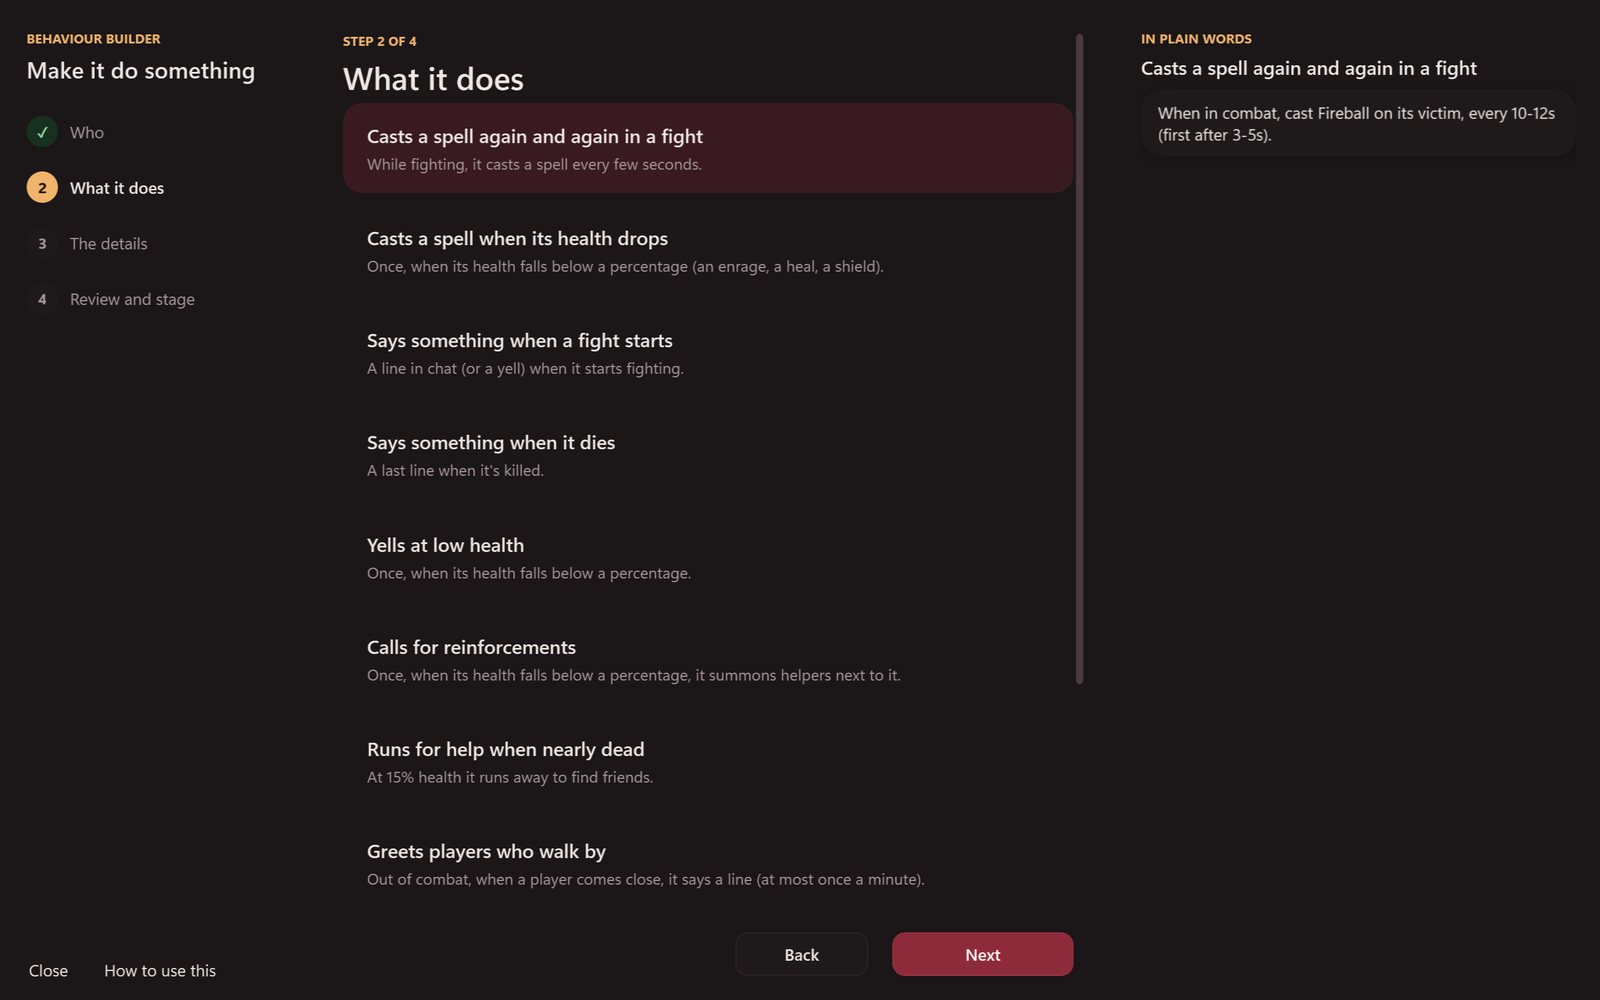 BEHAVIOUR BUILDER
Make it do something
✓ Who
2 What it does
3 The details
4 Review and stage
Close
How to use this
STEP 2 OF 4
What it does
Casts a spell again and again in a fight
While fighting, it casts a spell every few seconds.
Casts a spell when its health drops
Once, when its health falls below a percentage (an enrage, a heal, a shield).
Says something when a fight starts
A line in chat (or a yell) when it starts fighting.
Says something when it dies
A last line when it's killed.
Yells at low health
Once, when its health falls below a percentage.
Calls for reinforcements
Once, when its health falls below a percentage, it summons helpers next to it.
Runs for help when nearly dead
At 15% health it runs away to find friends.
Greets players who walk by
Out of combat, when a player comes close, it says a line (at most once a minute).
Back
Next
IN PLAIN WORDS
Casts a spell again and again in a fight
When in combat, cast Fireball on its victim, every 10-12s
(first after 3-5s).